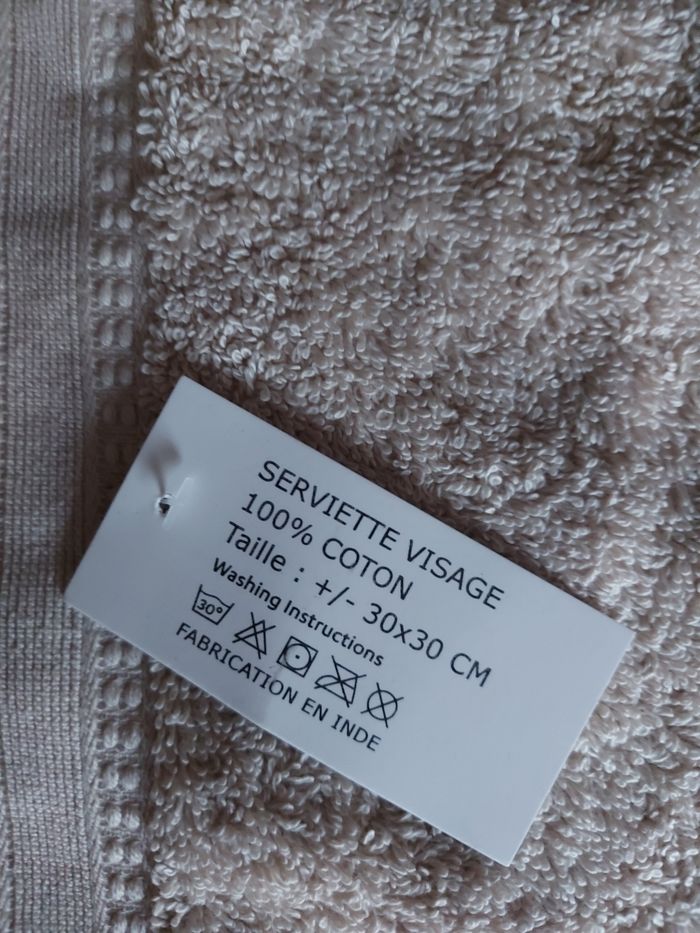 SERVIETTE VISAGE
100% COTON
Taille : +/- 30x30 CM
Washing Instructions
30°
FABRICATION EN INDE